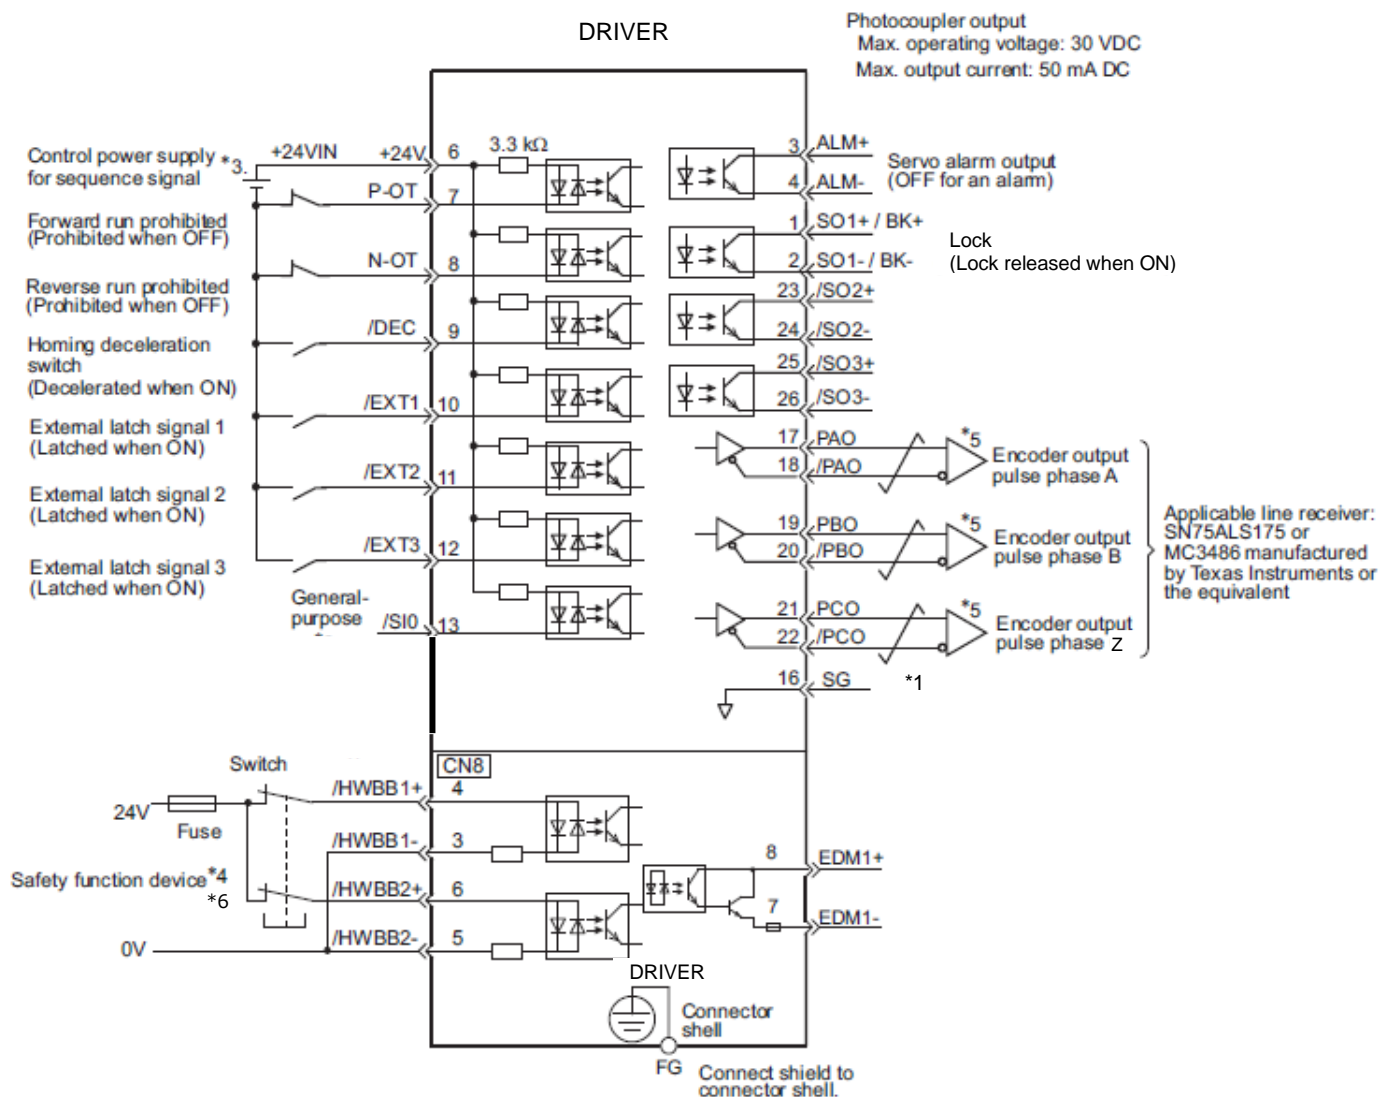 DRIVER
Photocoupler output
Max. operating voltage: 30 VDC
Max. output current: 50 mA DC
Control power supply *3.
for sequence signal
+24VIN
+24V
6
3.3 kΩ
P-OT
7
Forward run prohibited
(Prohibited when OFF)
N-OT
8
Reverse run prohibited
(Prohibited when OFF)
/DEC
9
Homing deceleration
switch
(Decelerated when ON)
/EXT1
10
External latch signal 1
(Latched when ON)
/EXT2
11
External latch signal 2
(Latched when ON)
/EXT3
12
External latch signal 3
(Latched when ON)
General-
purpose
/SI0
13
3
ALM+
4
ALM-
Servo alarm output
(OFF for an alarm)
1
SO1+ / BK+
2
SO1- / BK-
Lock
(Lock released when ON)
23
/SO2+
24
/SO2-
25
/SO3+
26
/SO3-
17
PAO
18
/PAO
*5
Encoder output
pulse phase A
19
PBO
20
/PBO
*5
Encoder output
pulse phase B
21
PCO
22
/PCO
*5
Encoder output
pulse phase Z
Applicable line receiver:
SN75ALS175 or
MC3486 manufactured
by Texas Instruments or
the equivalent
16
SG
*1
CN8
Switch
24V
Fuse
/HWBB1+
4
/HWBB1-
3
Safety function device*4
*6
/HWBB2+
6
0V
/HWBB2-
5
8
EDM1+
7
EDM1-
DRIVER
Connector
shell
FG
Connect shield to
connector shell.